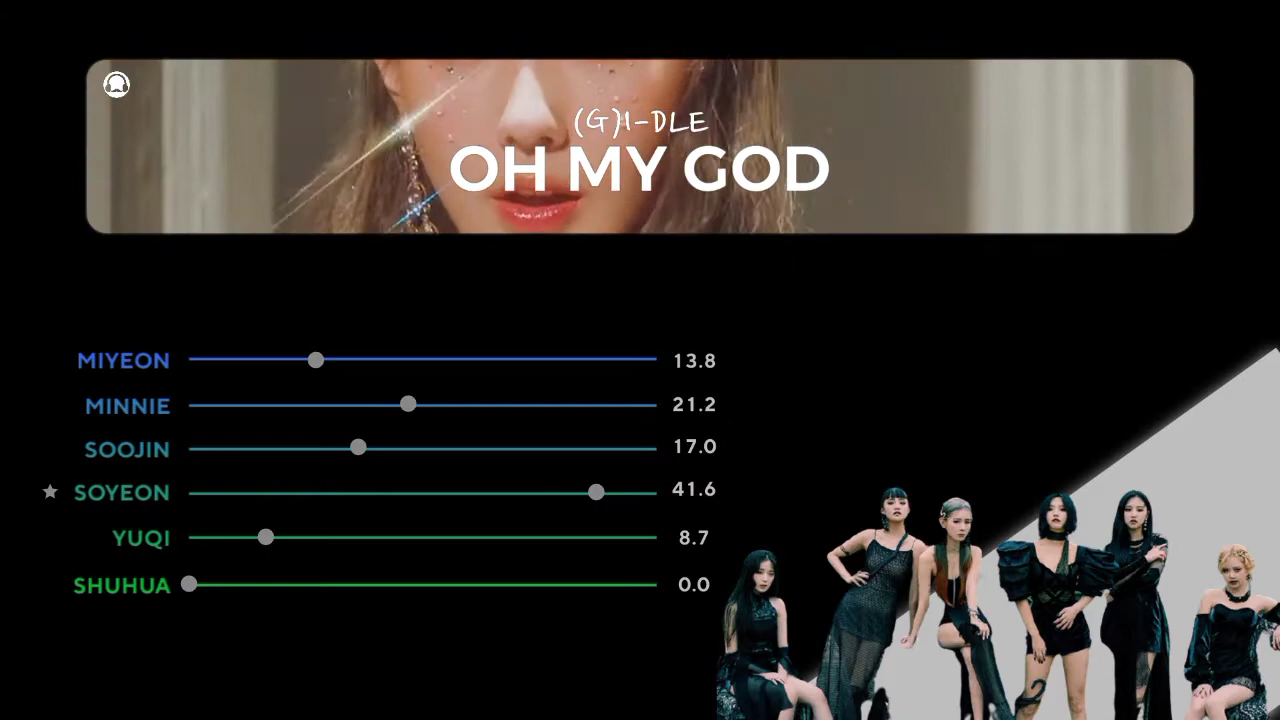 (G)I-DLE
OH MY GOD
MIYEON 13.8
MINNIE 21.2
SOOJIN 17.0
SOYEON 41.6
YUQI 8.7
SHUHUA 0.0